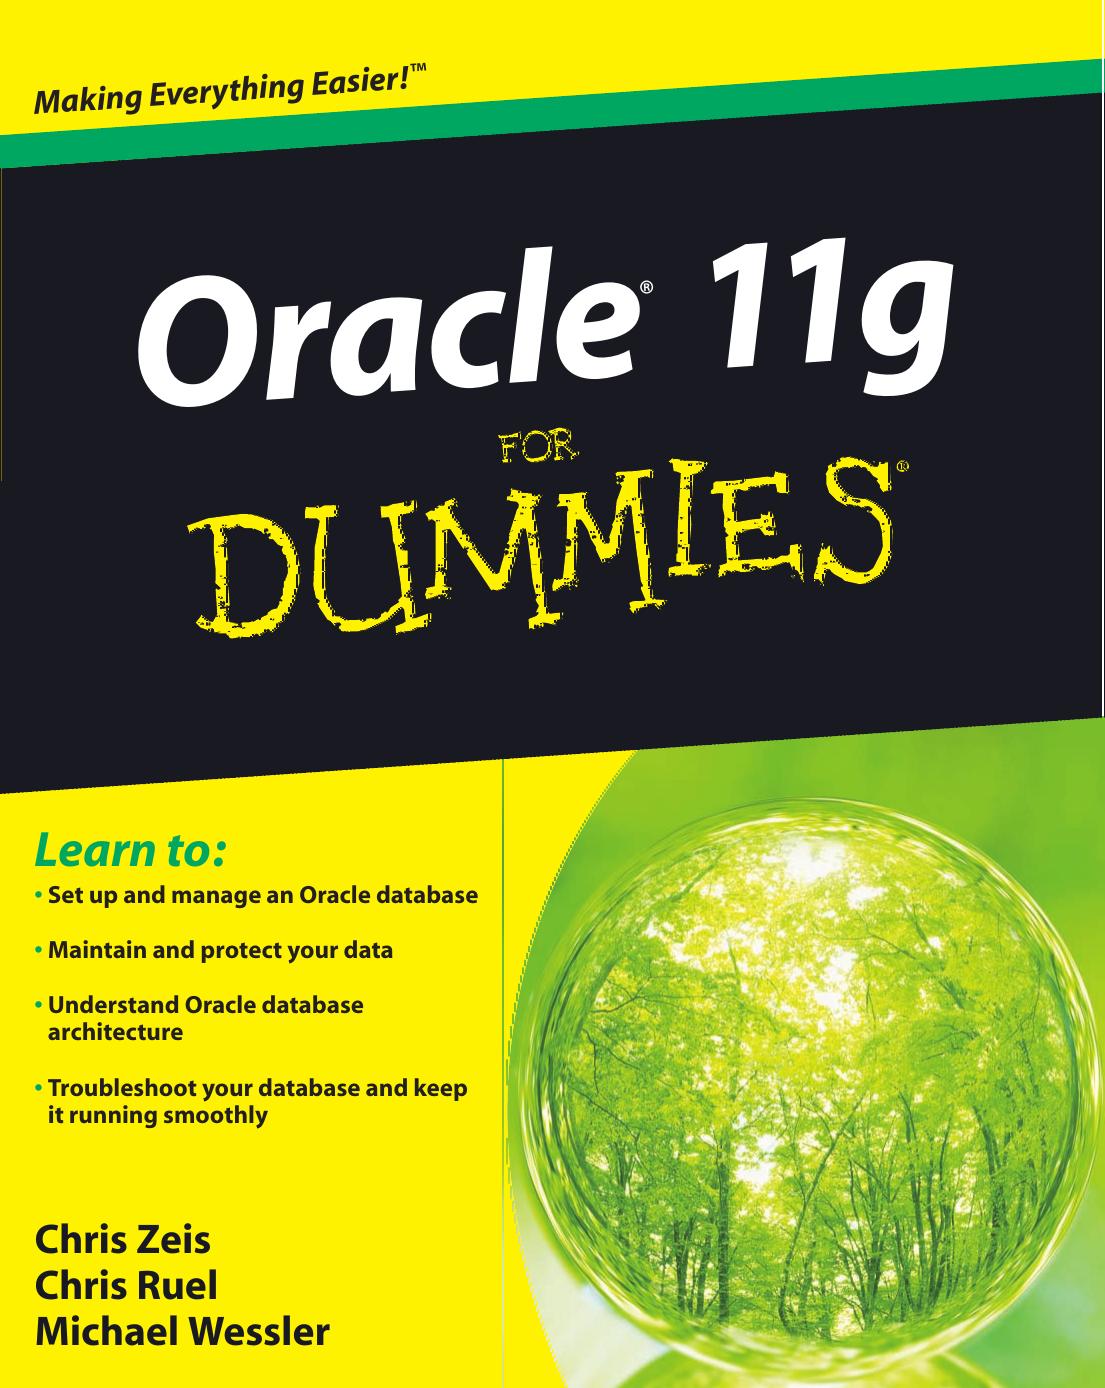 Making Everything Easier!™
Oracle® 11g
FOR
DUMMIES®
Learn to:
• Set up and manage an Oracle database
• Maintain and protect your data
• Understand Oracle database
architecture
• Troubleshoot your database and keep
it running smoothly
Chris Zeis
Chris Ruel
Michael Wessler